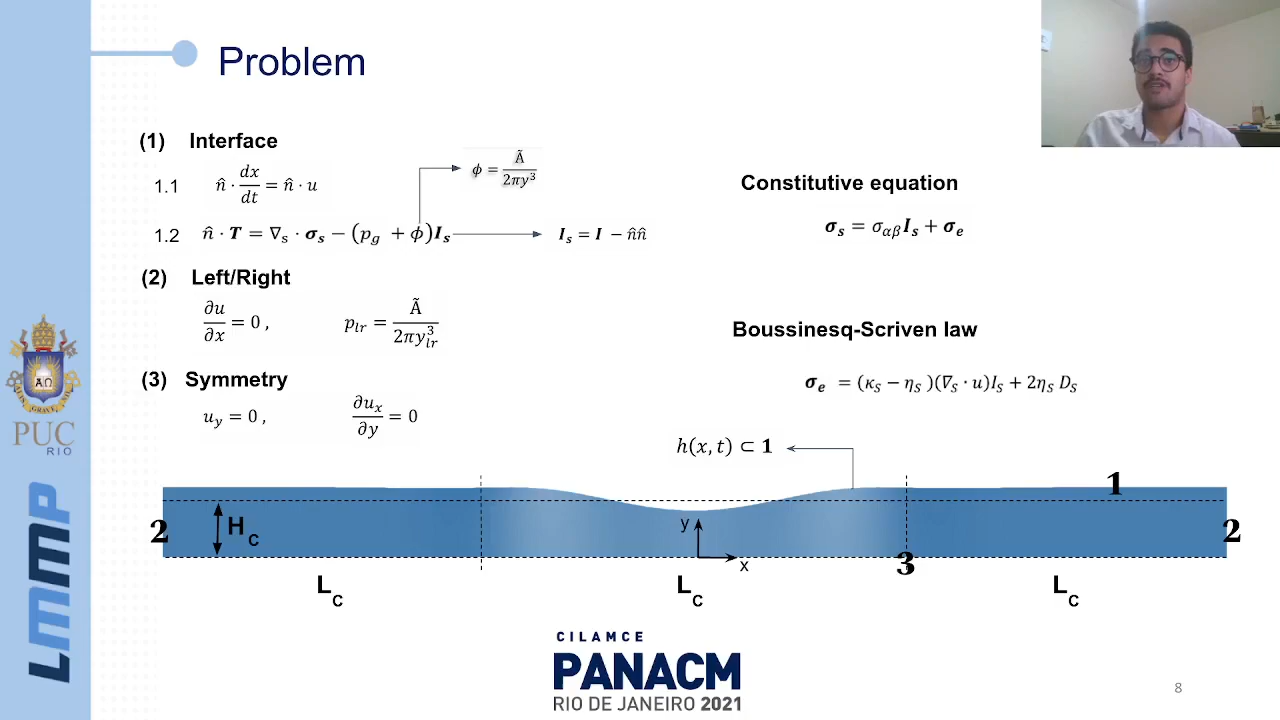 Problem
(1) Interface
1.1 n̂ · dx/dt = n̂ · u
ϕ = Ã/2πy³
1.2 n̂ · T = ∇s · σs − (pg + ϕ)Is
Is = I − n̂n̂
(2) Left/Right
∂u/∂x = 0 , plr = Ã/2πy³lr
(3) Symmetry
uy = 0 , ∂ux/∂y = 0
Constitutive equation
σs = σαβIs + σe
Boussinesq-Scriven law
σe = (κS − ηS )(∇S · u)IS + 2ηS DS
h(x, t) ⊂ 1
1
2 HC y 2
x 3
LC LC LC
ΑΩ
PUC
RIO
LMMP
CILAMCE
PANACM
RIO DE JANEIRO 2021
8